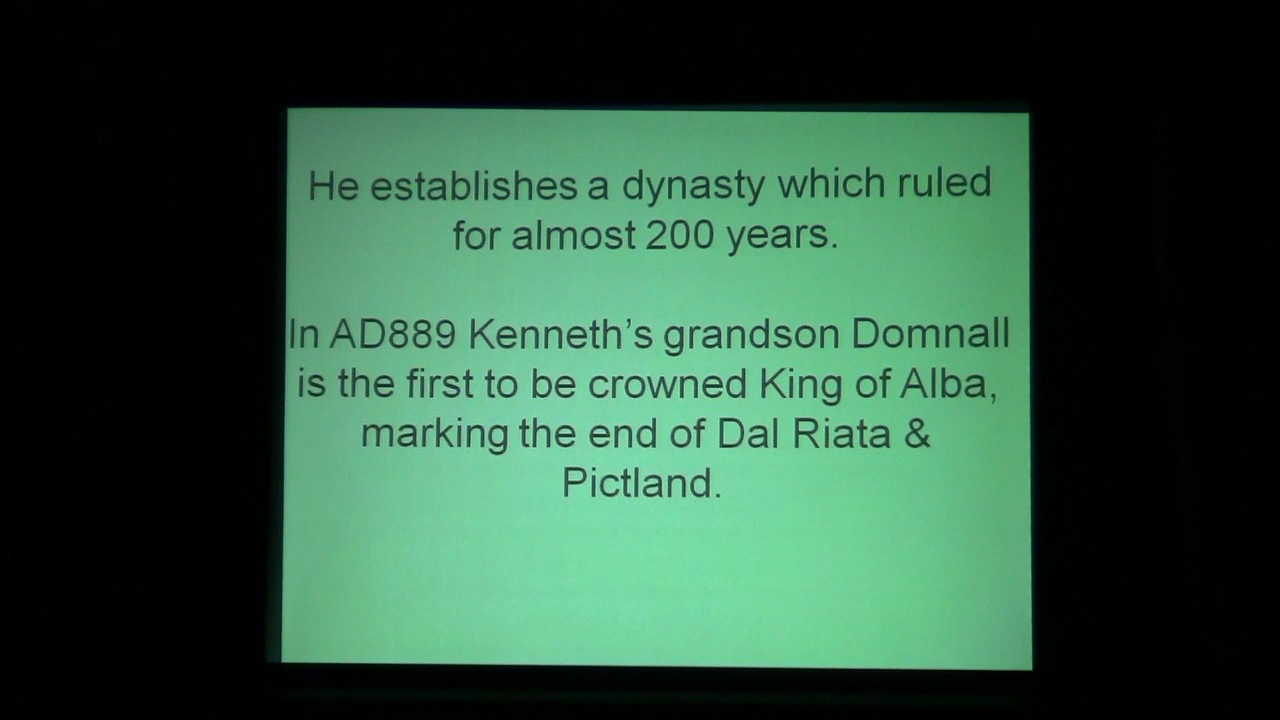 He establishes a dynasty which ruled
for almost 200 years.
In AD889 Kenneth’s grandson Domnall
is the first to be crowned King of Alba,
marking the end of Dal Riata &
Pictland.